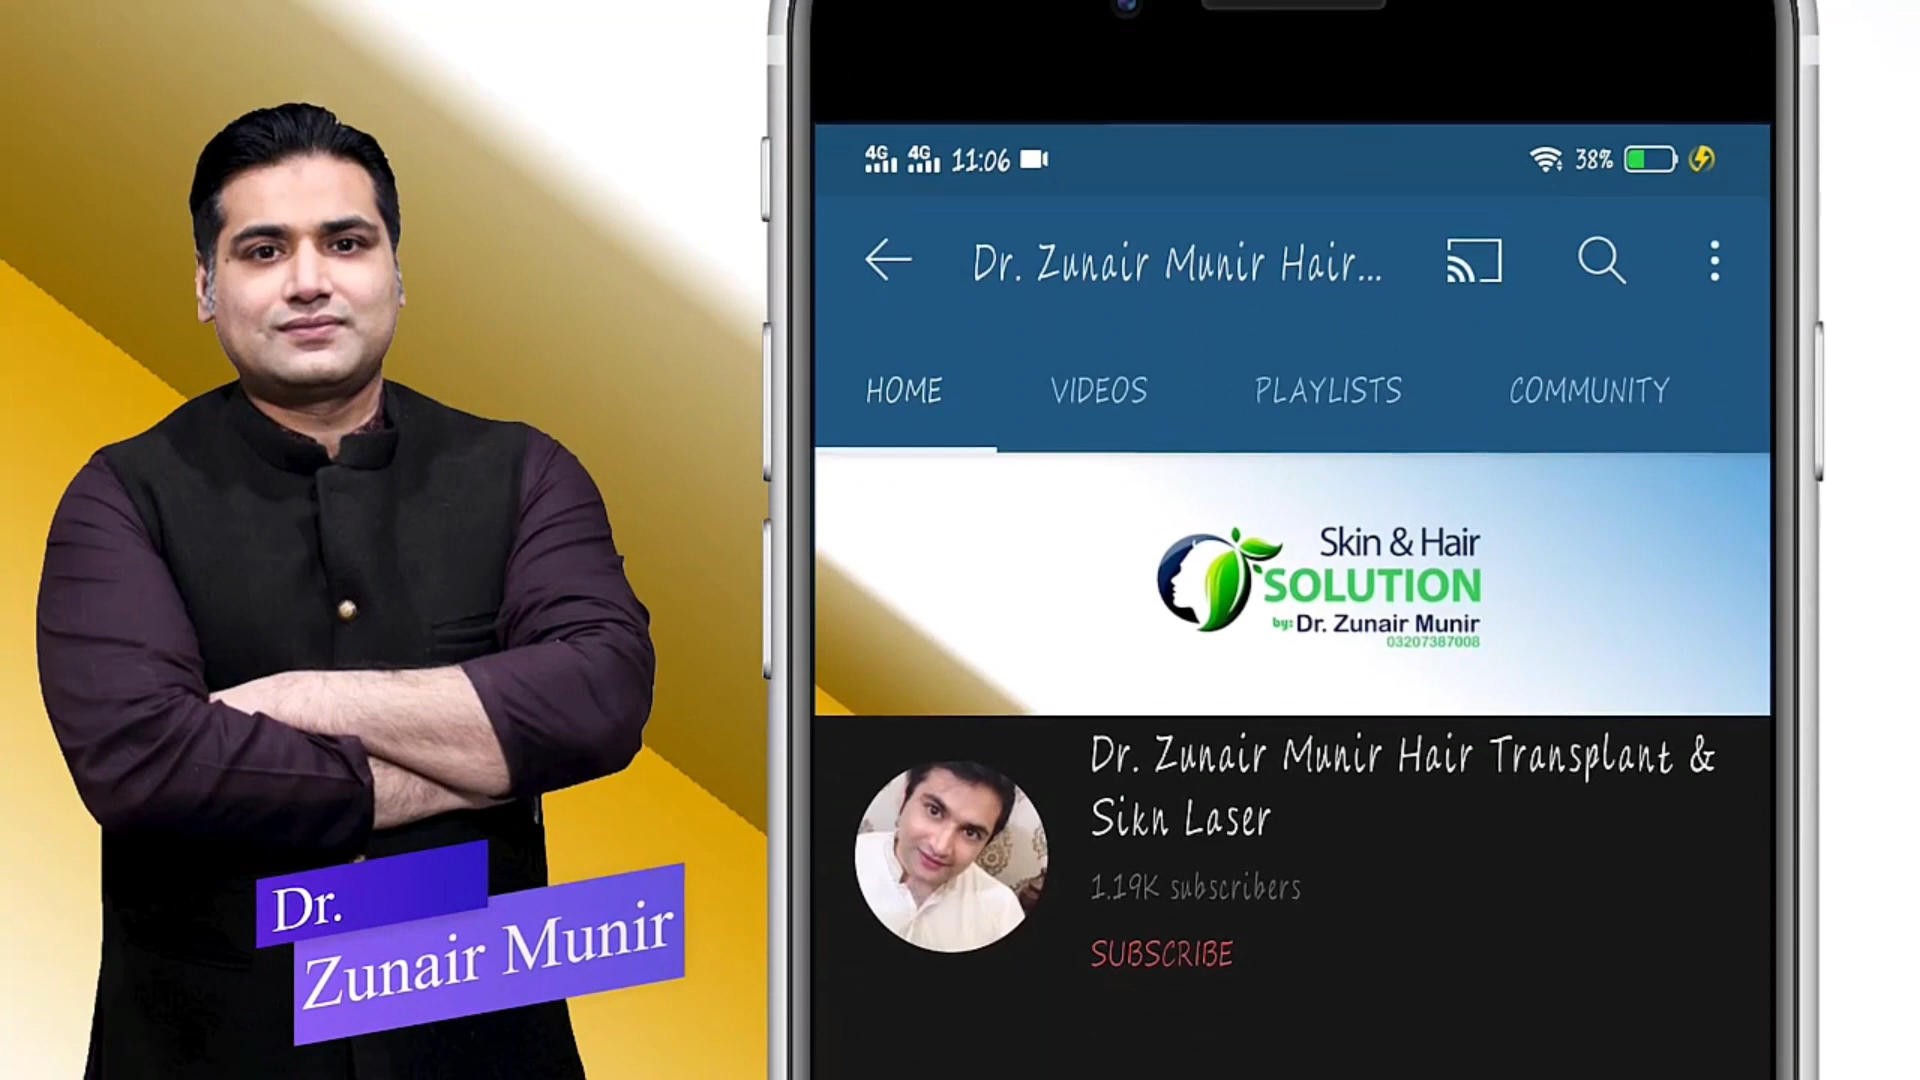 Dr.
Zunair Munir
4G 4G 11:06 38%
Dr. Zunair Munir Hair...
HOME VIDEOS PLAYLISTS COMMUNITY
Skin & Hair
SOLUTION
by: Dr. Zunair Munir
03207387008
Dr. Zunair Munir Hair Transplant &
Sikn Laser
1.19K subscribers
SUBSCRIBE